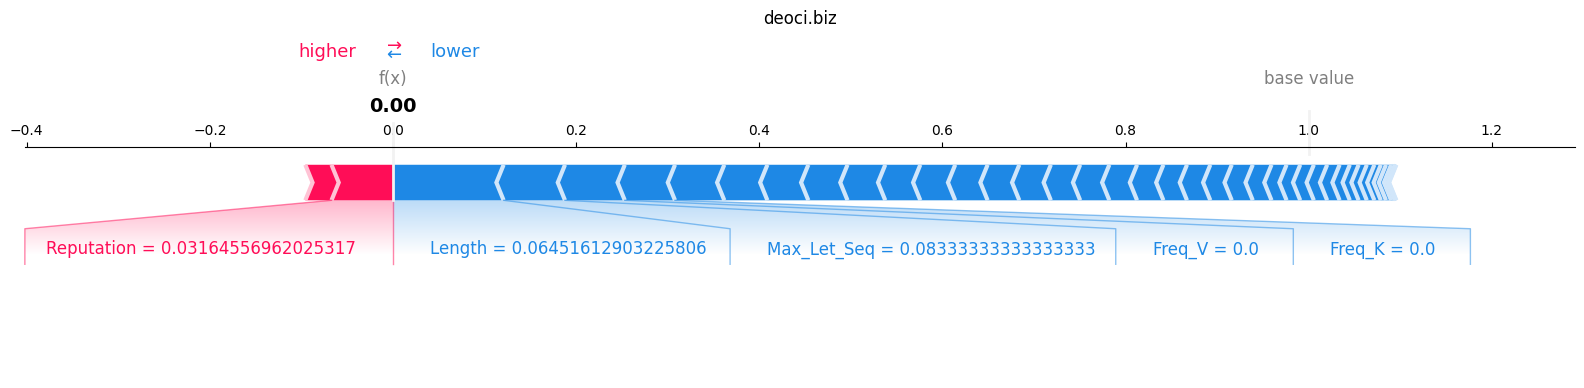 deoci.biz
higher → ← lower
f(x) base value
0.00
−0.4 −0.2 0.0 0.2 0.4 0.6 0.8 1.0 1.2
Reputation = 0.03164556962025317 Length = 0.06451612903225806 Max_Let_Seq = 0.08333333333333333 Freq_V = 0.0 Freq_K = 0.0